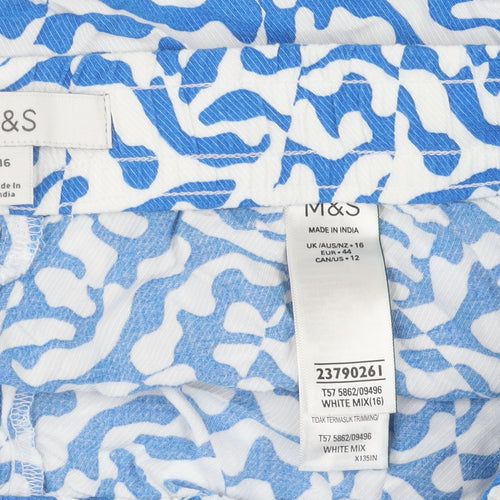 &S
16
de in
dia
M&S
MADE IN INDIA
UK/AUS/NZ • 16
EUR • 44
CAN/US • 12
23790261
T57 5862/09496
WHITE MIX(16)
TIDAK TERMASUK TRIMMING/
T57 5862/09496
WHITE MIX
X135IN